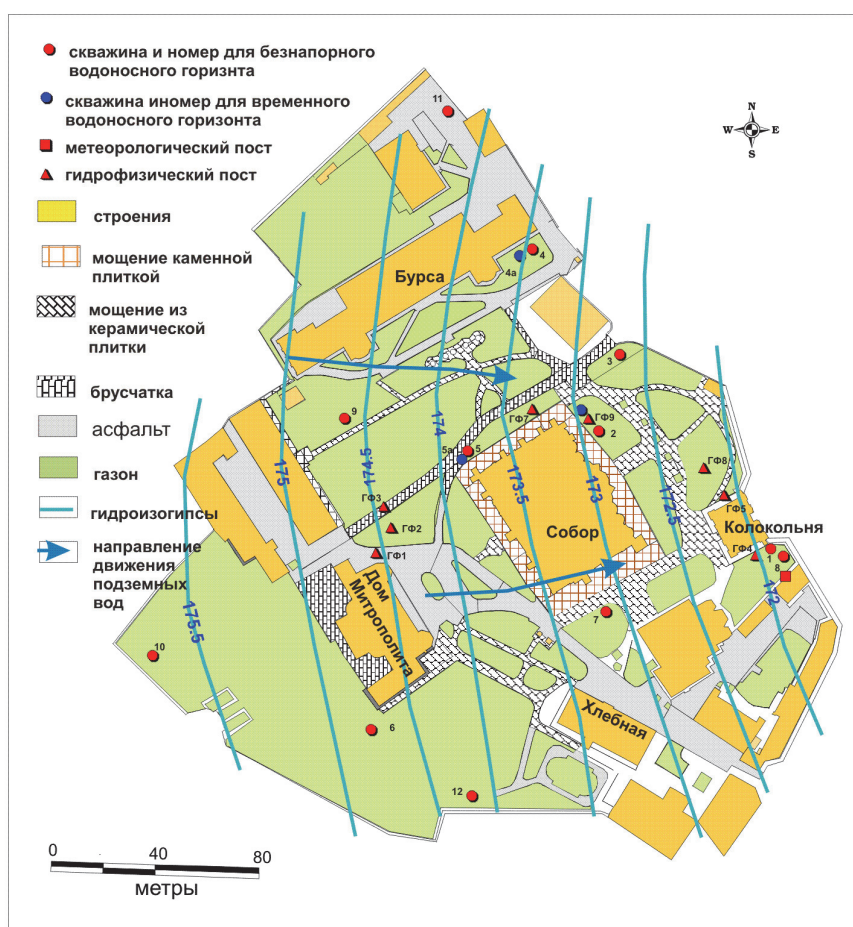 скважина и номер для безнапорного
водоносного горизнта
скважина иномер для временного
водоносного горизонта
метеорологический пост
гидрофизический пост
строения
мощение каменной
плиткой
мощение из
керамической
плитки
брусчатка
асфальт
газон
гидроизогипсы
направление
движения
подземных
вод
N
W E
S
11
Бурса
4
4а
3
9
ГФ7
ГФ9
2
5а
5
ГФ8
ГФ3
ГФ2
ГФ1
ГФ5
Собор
Колокольня
ГФ4
1
8
Дом
Митрополита
7
10
6
Хлебная
12
175.5
175
174.5
174
173.5
173
172.5
172
0 40 80
метры